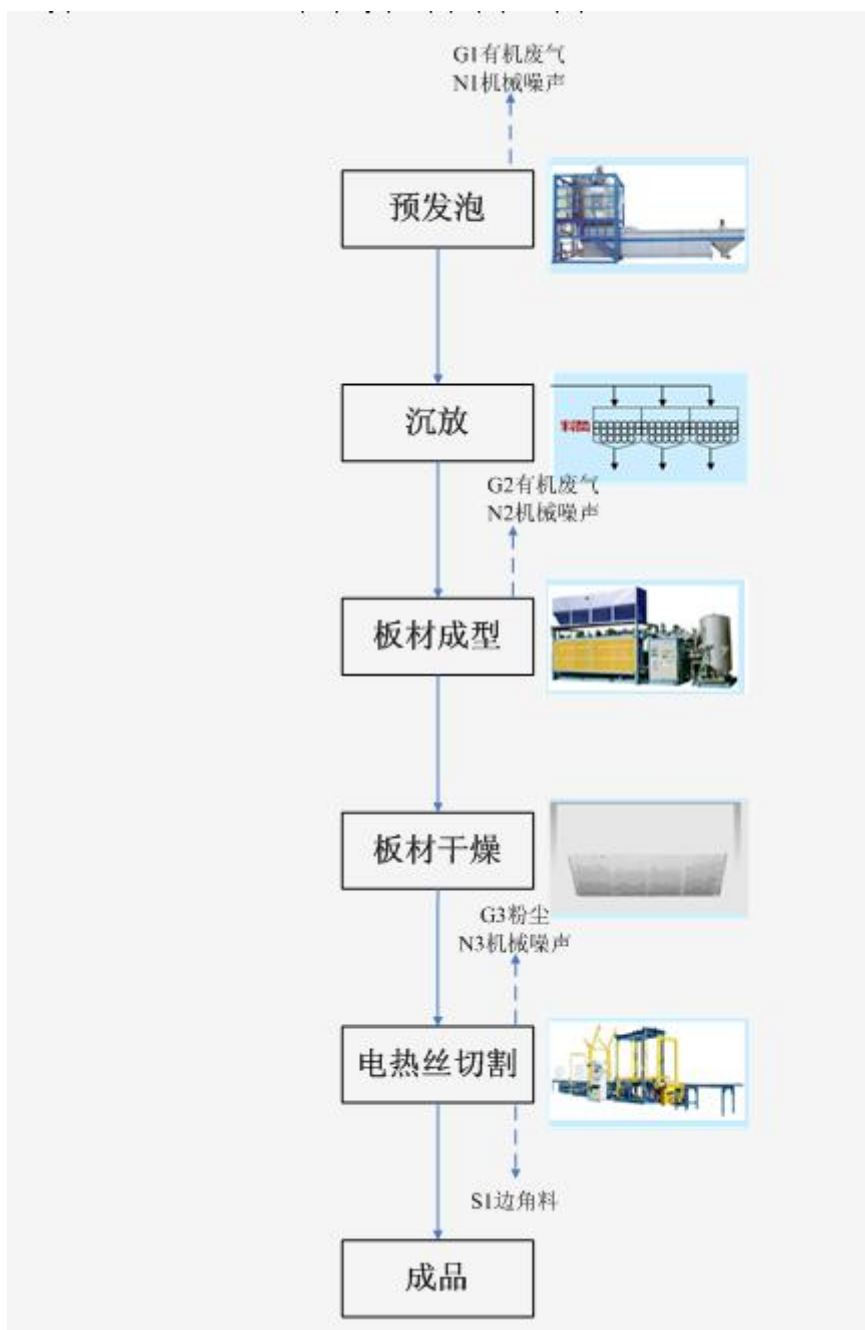 G1有机废气
N1机械噪声
预发泡
沉放
料筒
G2有机废气
N2机械噪声
板材成型
板材干燥
G3粉尘
N3机械噪声
电热丝切割
S1边角料
成品